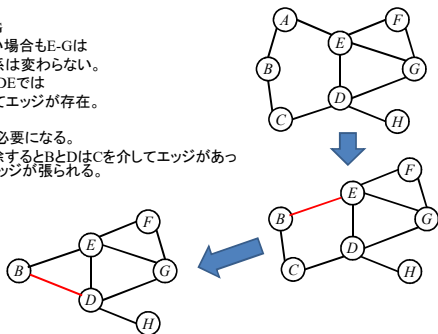 G
い場合もE-Gは
係は変わらない。
DEでは
てエッジが存在。
必要になる。
除するとBとDはCを介してエッジがあっ
ッジが張られる。
A
F
E
B
G
D
C
H
F
E
B
G
D
C
H
F
E
B
G
D
H